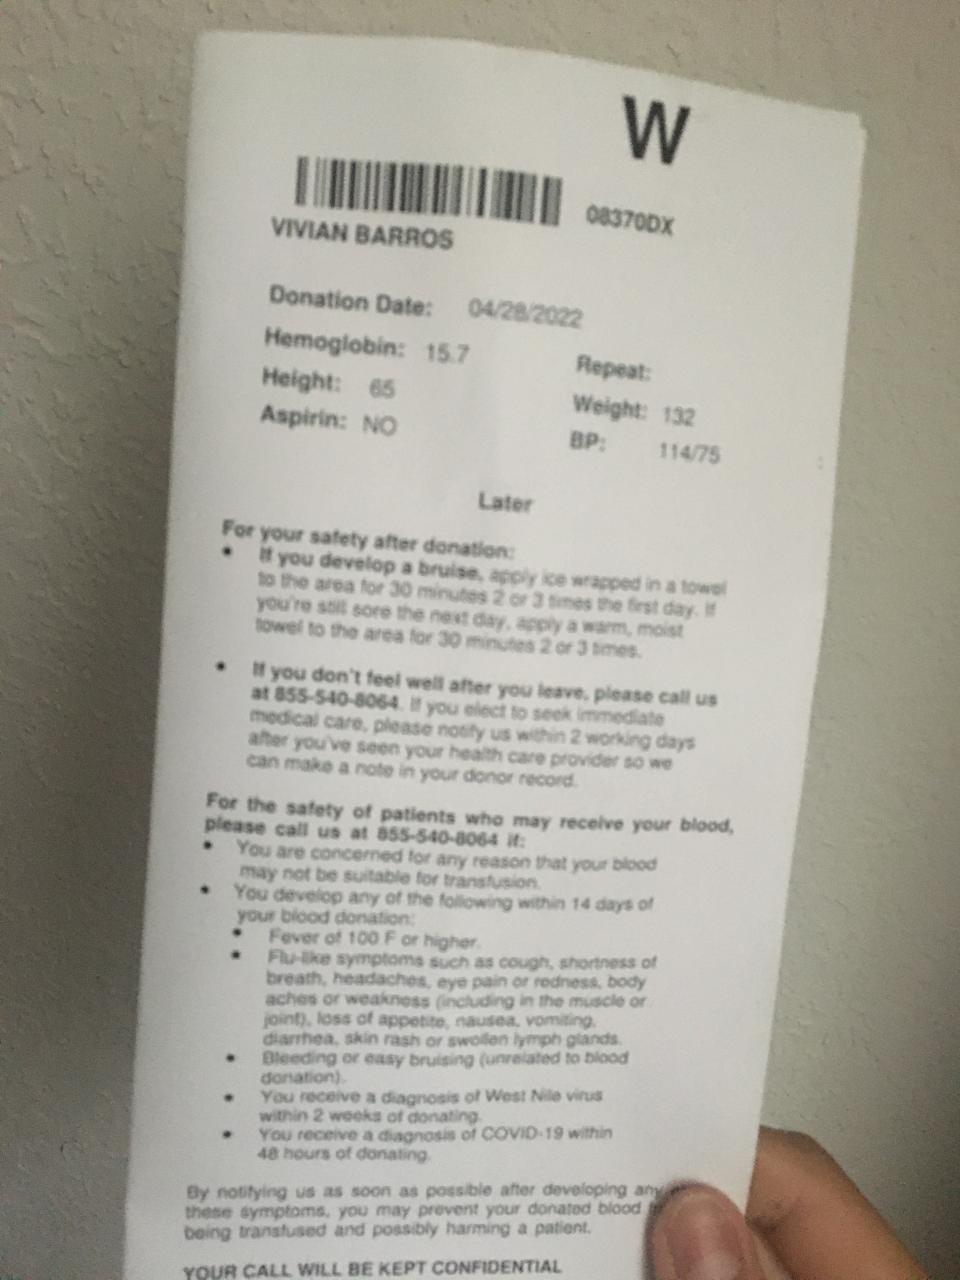 W
08370DX
VIVIAN BARROS
Donation Date: 04/28/2022
Hemoglobin: 15.7
Repeat:
Height: 65
Weight: 132
Aspirin: NO
BP: 114/75
Later
For your safety after donation:
• If you develop a bruise, apply ice wrapped in a towel
to the area for 30 minutes 2 or 3 times the first day. If
you're still sore the next day, apply a warm, moist
towel to the area for 30 minutes 2 or 3 times.
• If you don't feel well after you leave, please call us
at 855-540-8064. If you elect to seek immediate
medical care, please notify us within 2 working days
after you've seen your health care provider so we
can make a note in your donor record.
For the safety of patients who may receive your blood,
please call us at 855-540-8064 if:
• You are concerned for any reason that your blood
may not be suitable for transfusion.
• You develop any of the following within 14 days of
your blood donation:
• Fever of 100 F or higher.
• Flu-like symptoms such as cough, shortness of
breath, headaches, eye pain or redness, body
aches or weakness (including in the muscle or
joint), loss of appetite, nausea, vomiting,
diarrhea, skin rash or swollen lymph glands.
• Bleeding or easy bruising (unrelated to blood
donation).
• You receive a diagnosis of West Nile virus
within 2 weeks of donating.
• You receive a diagnosis of COVID-19 within
48 hours of donating.
By notifying us as soon as possible after developing any
these symptoms, you may prevent your donated blood
being transfused and possibly harming a patient.
YOUR CALL WILL BE KEPT CONFIDENTIAL